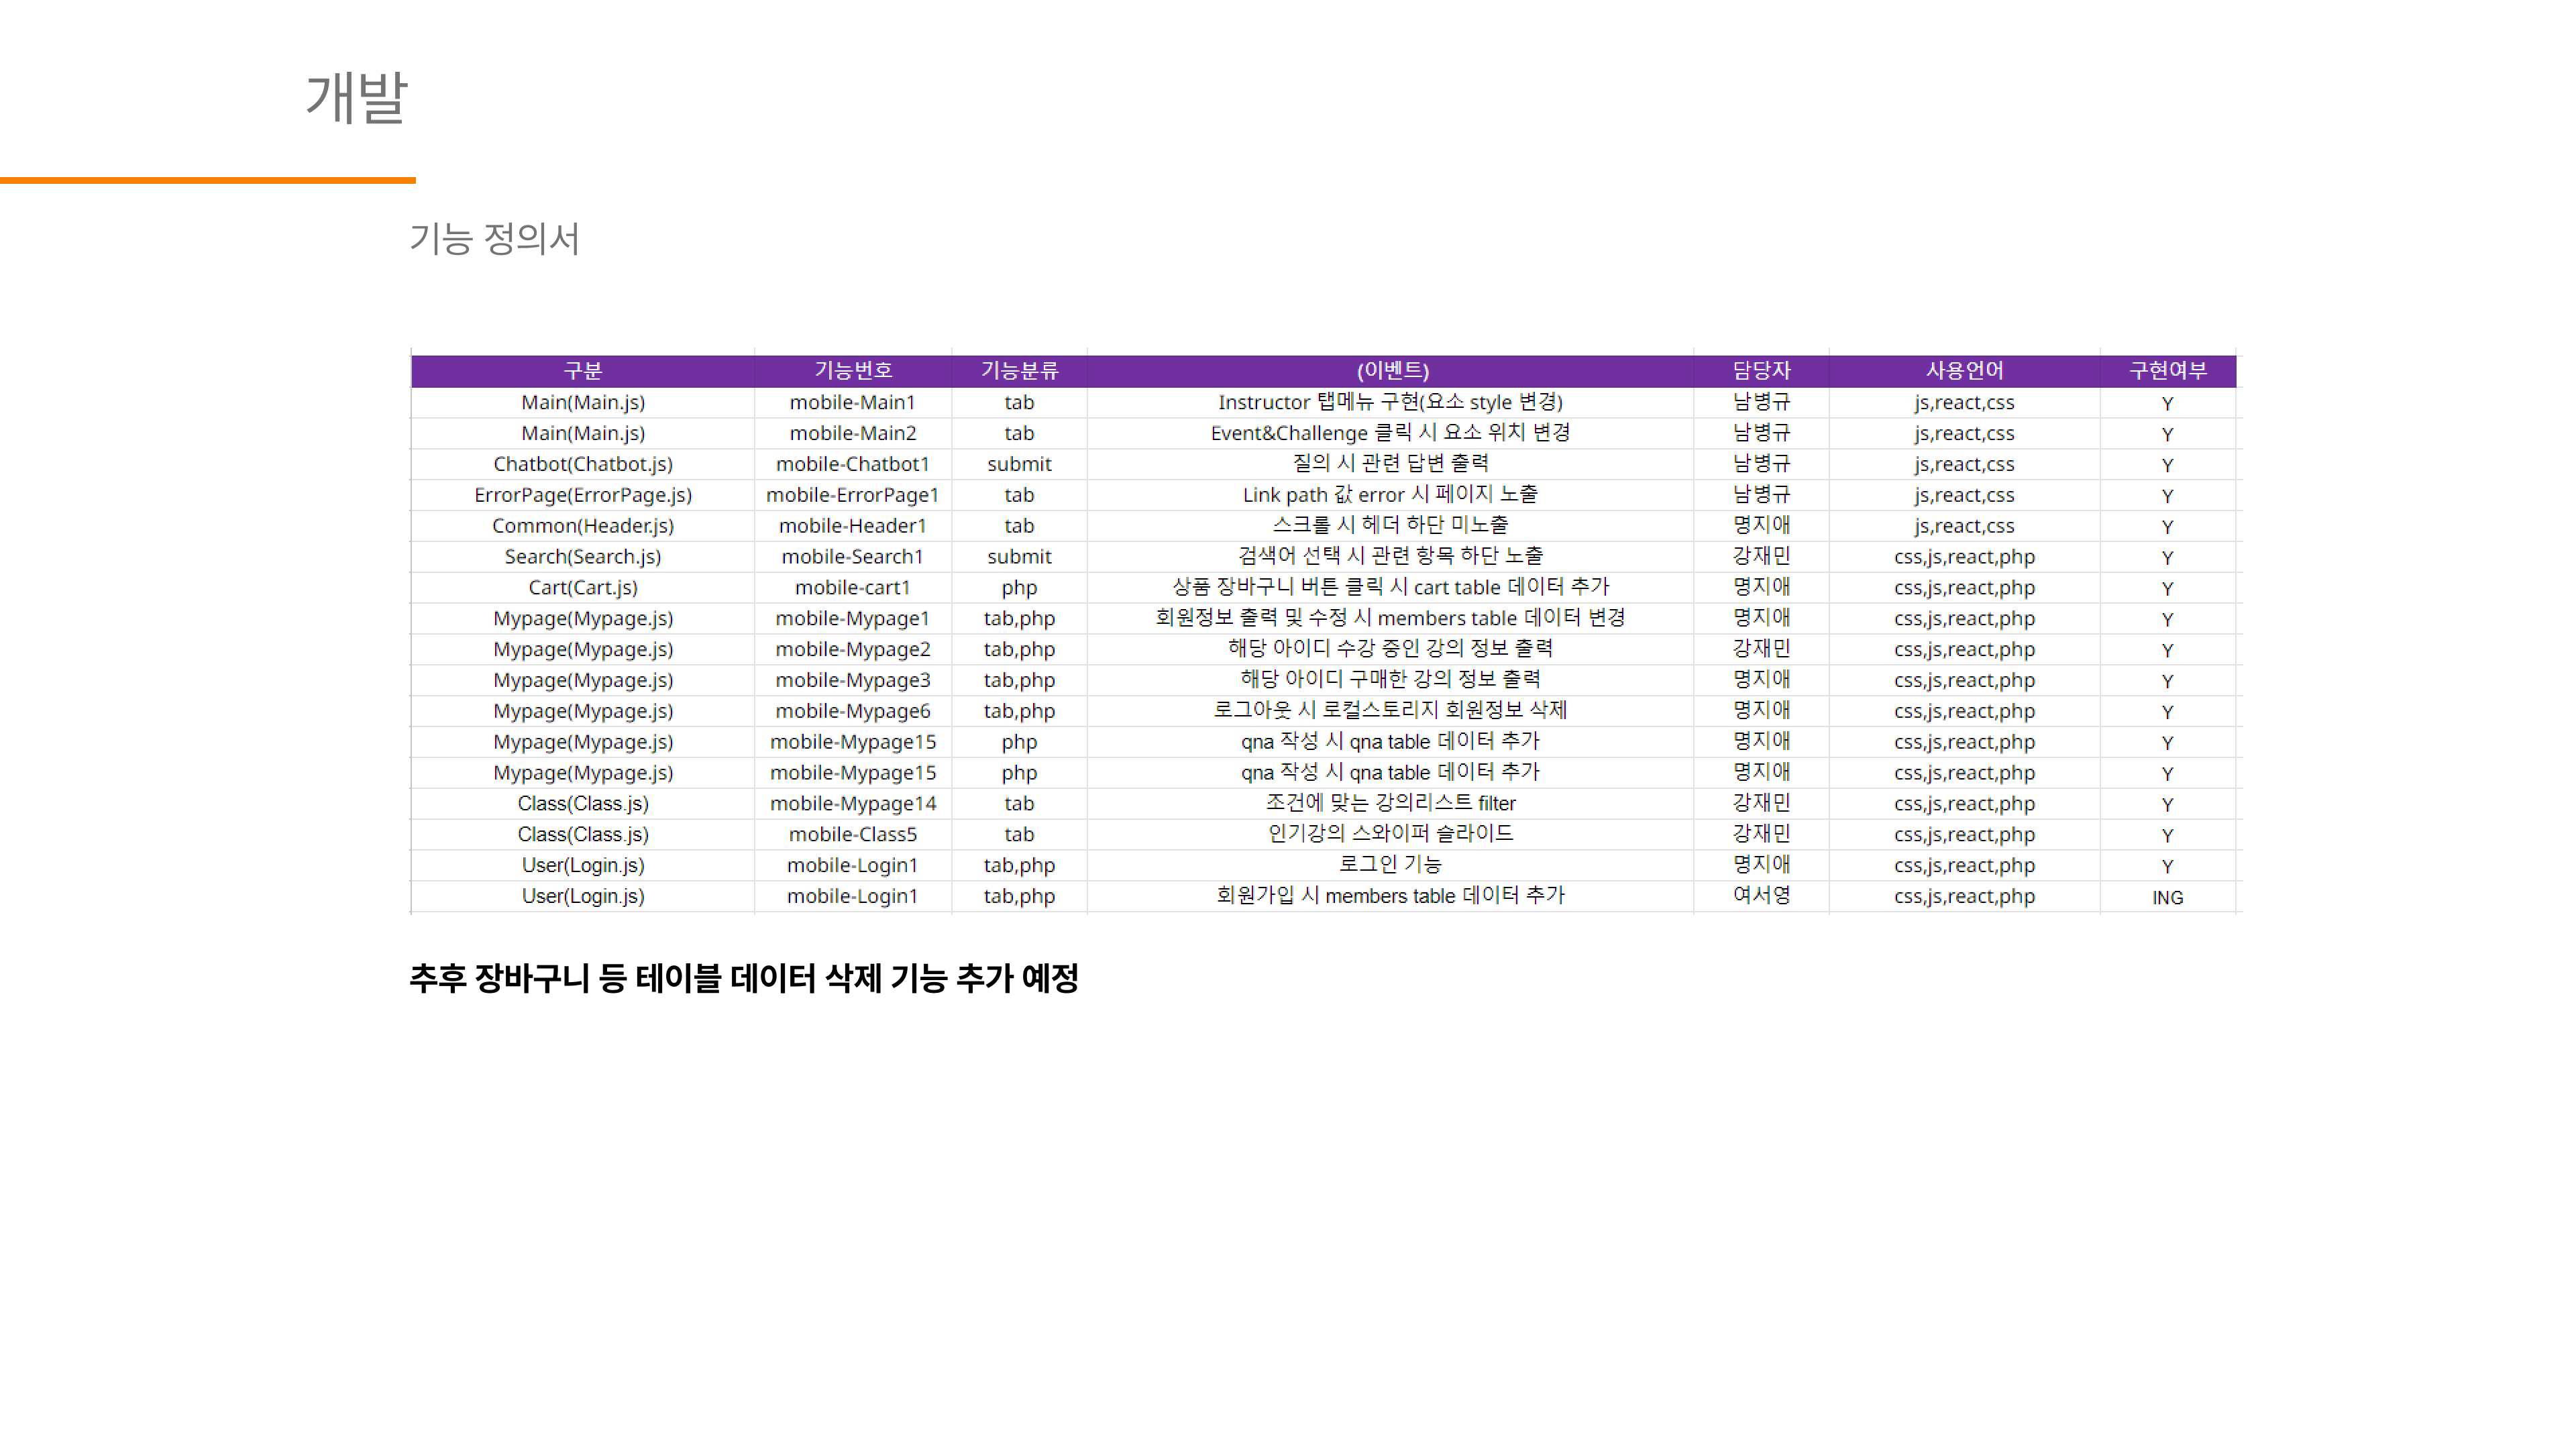 개발
기능 정의서
구분 기능번호 기능분류 (이벤트) 담당자 사용언어 구현여부
Main(Main.js) mobile-Main1 tab Instructor 탭메뉴 구현(요소 style 변경) 남병규 js,react,css Y
Main(Main.js) mobile-Main2 tab Event&Challenge 클릭 시 요소 위치 변경 남병규 js,react,css Y
Chatbot(Chatbot.js) mobile-Chatbot1 submit 질의 시 관련 답변 출력 남병규 js,react,css Y
ErrorPage(ErrorPage.js) mobile-ErrorPage1 tab Link path 값 error 시 페이지 노출 남병규 js,react,css Y
Common(Header.js) mobile-Header1 tab 스크롤 시 헤더 하단 미노출 명지애 js,react,css Y
Search(Search.js) mobile-Search1 submit 검색어 선택 시 관련 항목 하단 노출 강재민 css,js,react,php Y
Cart(Cart.js) mobile-cart1 php 상품 장바구니 버튼 클릭 시 cart table 데이터 추가 명지애 css,js,react,php Y
Mypage(Mypage.js) mobile-Mypage1 tab,php 회원정보 출력 및 수정 시 members table 데이터 변경 명지애 css,js,react,php Y
Mypage(Mypage.js) mobile-Mypage2 tab,php 해당 아이디 수강 중인 강의 정보 출력 강재민 css,js,react,php Y
Mypage(Mypage.js) mobile-Mypage3 tab,php 해당 아이디 구매한 강의 정보 출력 명지애 css,js,react,php Y
Mypage(Mypage.js) mobile-Mypage6 tab,php 로그아웃 시 로컬스토리지 회원정보 삭제 명지애 css,js,react,php Y
Mypage(Mypage.js) mobile-Mypage15 php qna 작성 시 qna table 데이터 추가 명지애 css,js,react,php Y
Mypage(Mypage.js) mobile-Mypage15 php qna 작성 시 qna table 데이터 추가 명지애 css,js,react,php Y
Class(Class.js) mobile-Mypage14 tab 조건에 맞는 강의리스트 filter 강재민 css,js,react,php Y
Class(Class.js) mobile-Class5 tab 인기강의 스와이퍼 슬라이드 강재민 css,js,react,php Y
User(Login.js) mobile-Login1 tab,php 로그인 기능 명지애 css,js,react,php Y
User(Login.js) mobile-Login1 tab,php 회원가입 시 members table 데이터 추가 여서영 css,js,react,php ING
추후 장바구니 등 테이블 데이터 삭제 기능 추가 예정